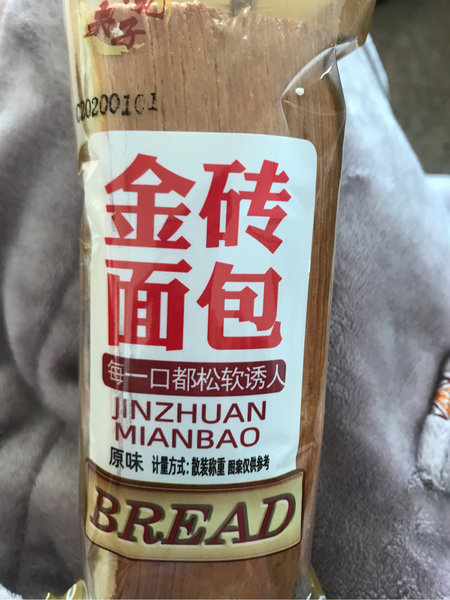 C20200101
金砖
面包
每一口都松软诱人
JINZHUAN
MIANBAO
原味 计量方式:散装称重 图案仅供参考
BREAD